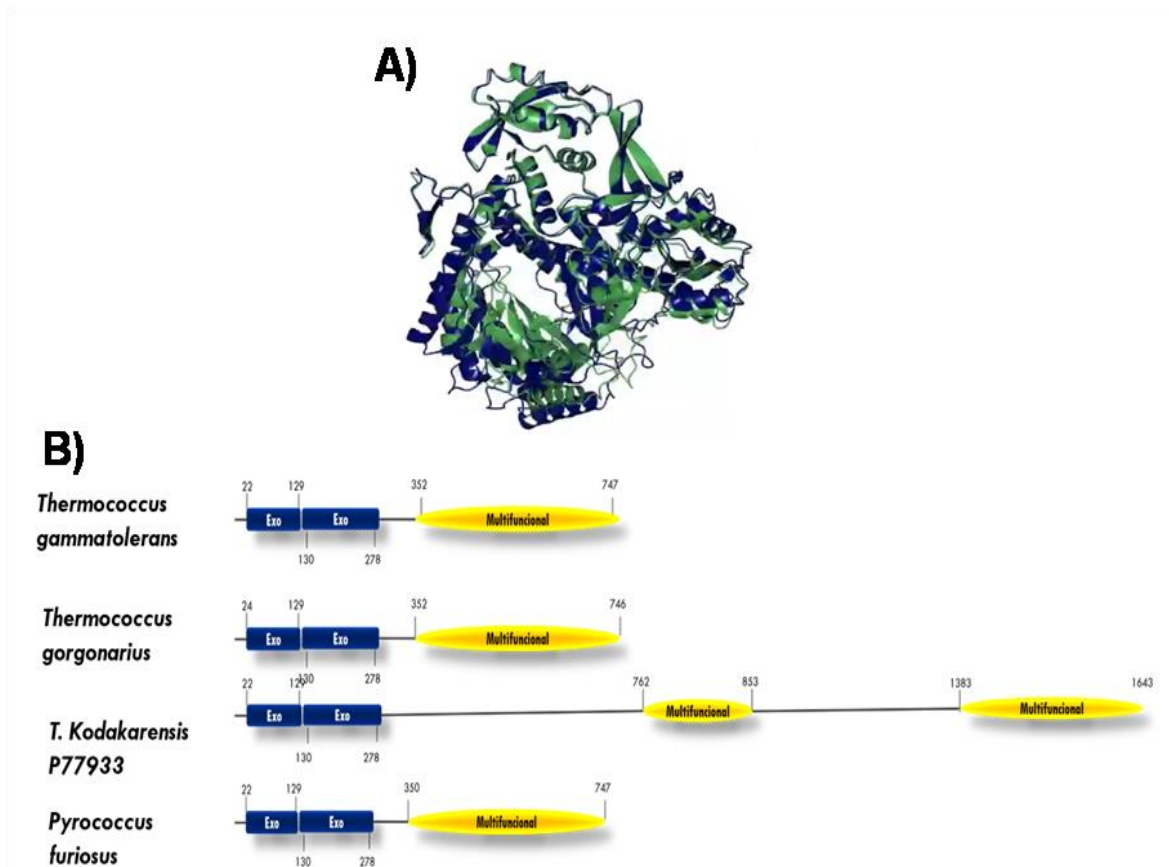 A)
B)
22 129 352 747
Thermococcus
gammatolerans
Exo Exo Multifuncional
130 278
24 129 352 746
Thermococcus
gorgonarius
Exo Exo Multifuncional
130 278
22 129 762 853 1383 1643
T. Kodakarensis
P77933
Exo Exo Multifuncional Multifuncional
130 278
22 129 350 747
Pyrococcus
furiosus
Exo Exo Multifuncional
130 278